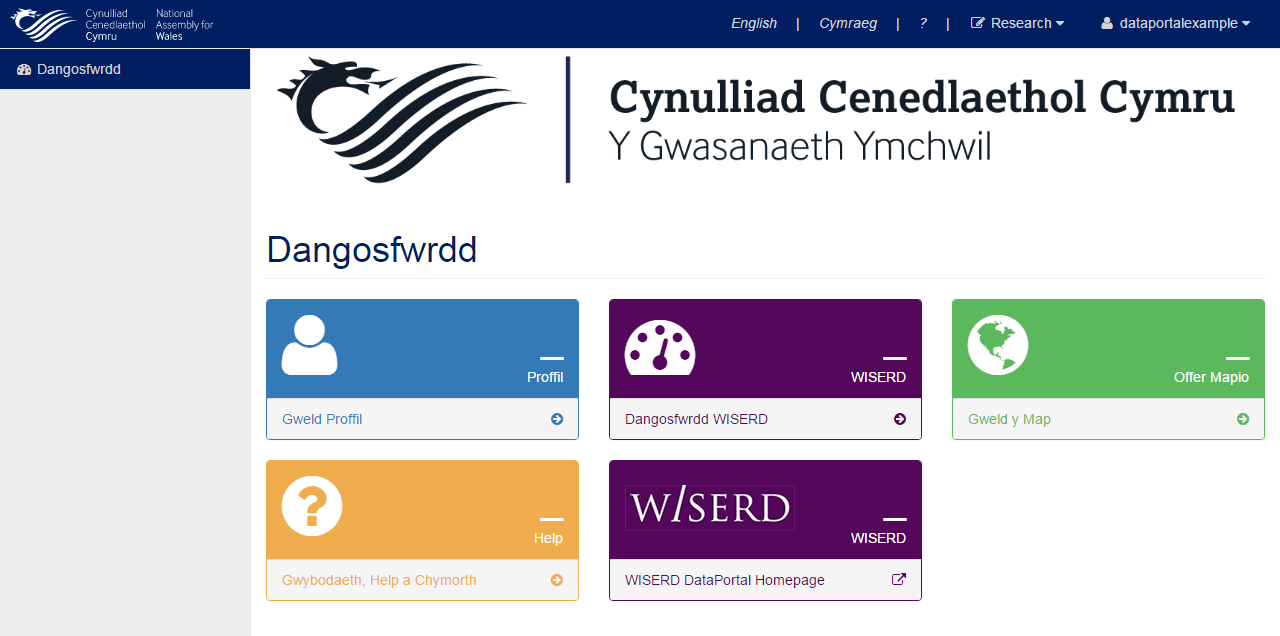 Cynulliad
Cenedlaethol
Cymru
National
Assembly for
Wales
English | Cymraeg | ? | Research dataportalexample
Dangosfwrdd
Cynulliad Cenedlaethol Cymru
Y Gwasanaeth Ymchwil
Dangosfwrdd
Proffil
Gweld Proffil
WISERD
Dangosfwrdd WISERD
Offer Mapio
Gweld y Map
?
Help
Gwybodaeth, Help a Chymorth
W/SERD
WISERD
WISERD DataPortal Homepage